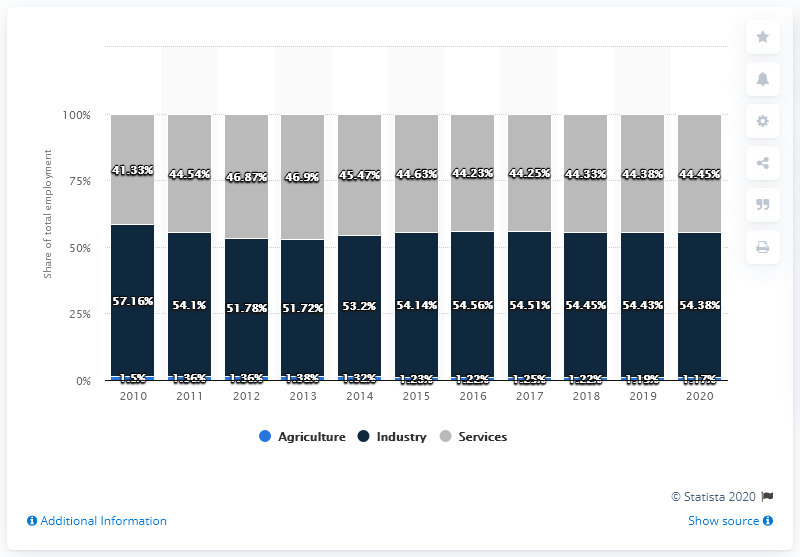 Share of total employment
100%
75%
50%
25%
0%
41.33% 44.54% 46.87% 46.9% 45.47% 44.63% 44.23% 44.25% 44.33% 44.38% 44.45%
57.16% 54.1% 51.78% 51.72% 53.2% 54.14% 54.56% 54.51% 54.45% 54.43% 54.38%
1.5% 1.36% 1.36% 1.38% 1.32% 1.23% 1.22% 1.25% 1.22% 1.19% 1.17%
2010 2011 2012 2013 2014 2015 2016 2017 2018 2019 2020
Agriculture Industry Services
© Statista 2020
Additional Information Show source